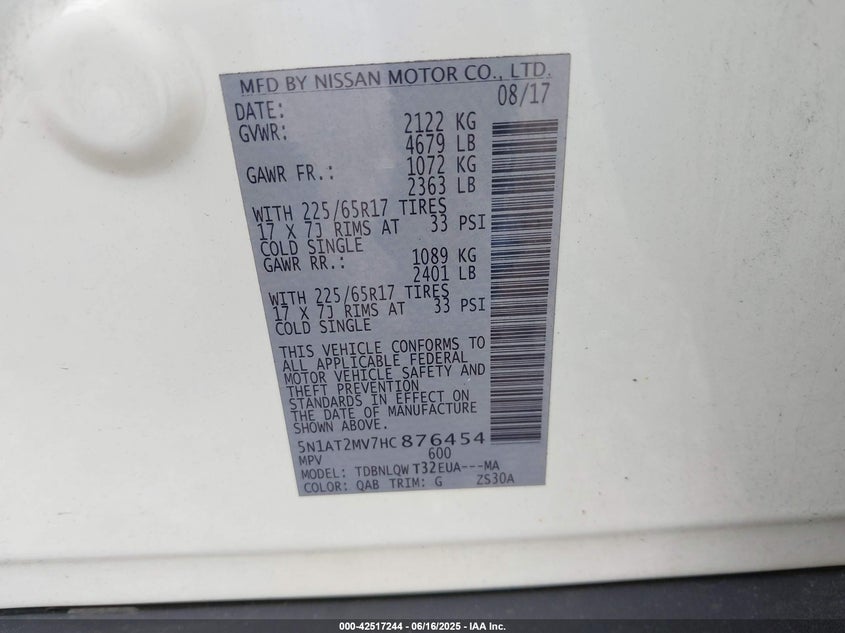 MFD BY NISSAN MOTOR CO., LTD.
DATE: 08/17
GVWR: 2122 KG
4679 LB
GAWR FR.: 1072 KG
2363 LB
WITH 225/65R17 TIRES
17 X 7J RIMS AT 33 PSI
COLD SINGLE
GAWR RR.: 1089 KG
2401 LB
WITH 225/65R17 TIRES
17 X 7J RIMS AT 33 PSI
COLD SINGLE
THIS VEHICLE CONFORMS TO
ALL APPLICABLE FEDERAL
MOTOR VEHICLE SAFETY AND
THEFT PREVENTION
STANDARDS IN EFFECT ON
THE DATE OF MANUFACTURE
SHOWN ABOVE.
5N1AT2MV7HC876454
MPV 600
MODEL: TDBNLQW T32EUA---MA
COLOR: QAB TRIM: G ZS30A
000-42517244 - 06/16/2025 - IAA Inc.